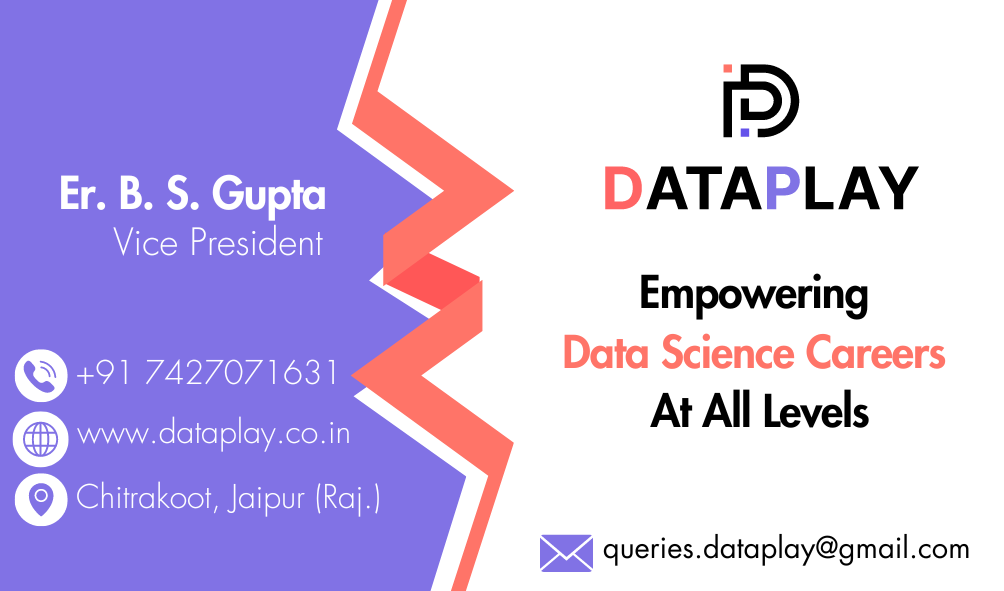 Er. B. S. Gupta
Vice President
+91 7427071631
www.dataplay.co.in
Chitrakoot, Jaipur (Raj.)
DATAPLAY
Empowering
Data Science Careers
At All Levels
queries.dataplay@gmail.com